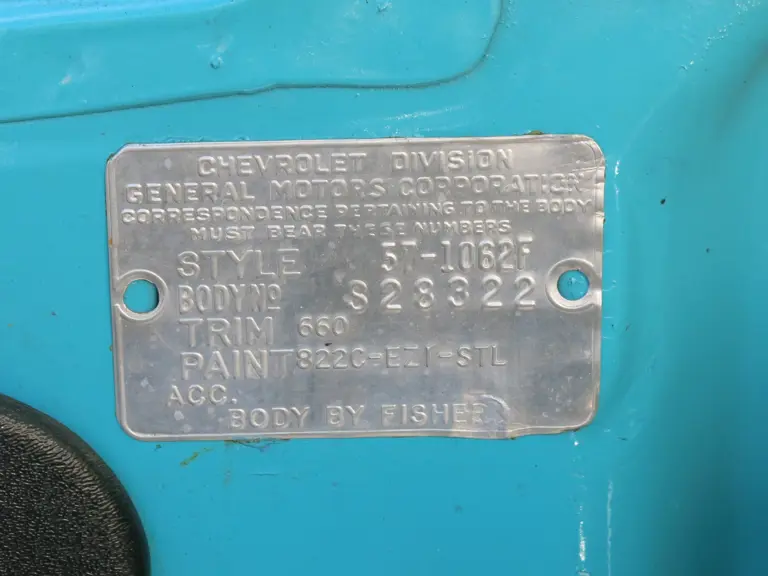 CHEVROLET DIVISION
GENERAL MOTORS CORPORATION
CORRESPONDENCE PERTAINING TO THE BODY
MUST BEAR THESE NUMBERS
STYLE 57-1062F
BODY NO S28322
TRIM 660
PAINT 822C-EZI-STL
ACC.
BODY BY FISHER